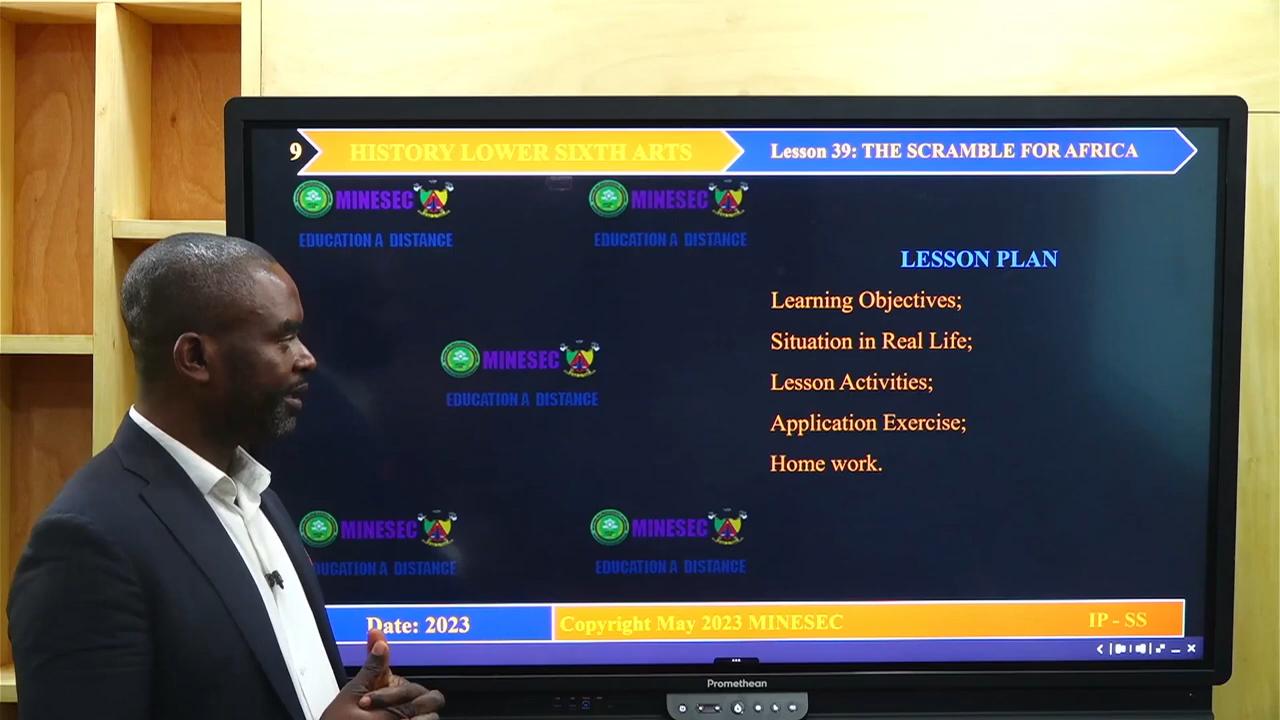 9
HISTORY LOWER SIXTH ARTS
Lesson 39: THE SCRAMBLE FOR AFRICA
MINESEC
EDUCATION A DISTANCE
MINESEC
EDUCATION A DISTANCE
LESSON PLAN
Learning Objectives;
Situation in Real Life;
MINESEC
EDUCATION A DISTANCE
Lesson Activities;
Application Exercise;
Home work.
MINESEC
EDUCATION A DISTANCE
MINESEC
EDUCATION A DISTANCE
Date: 2023
Copyright May 2023 MINESEC
IP - SS
Promethean